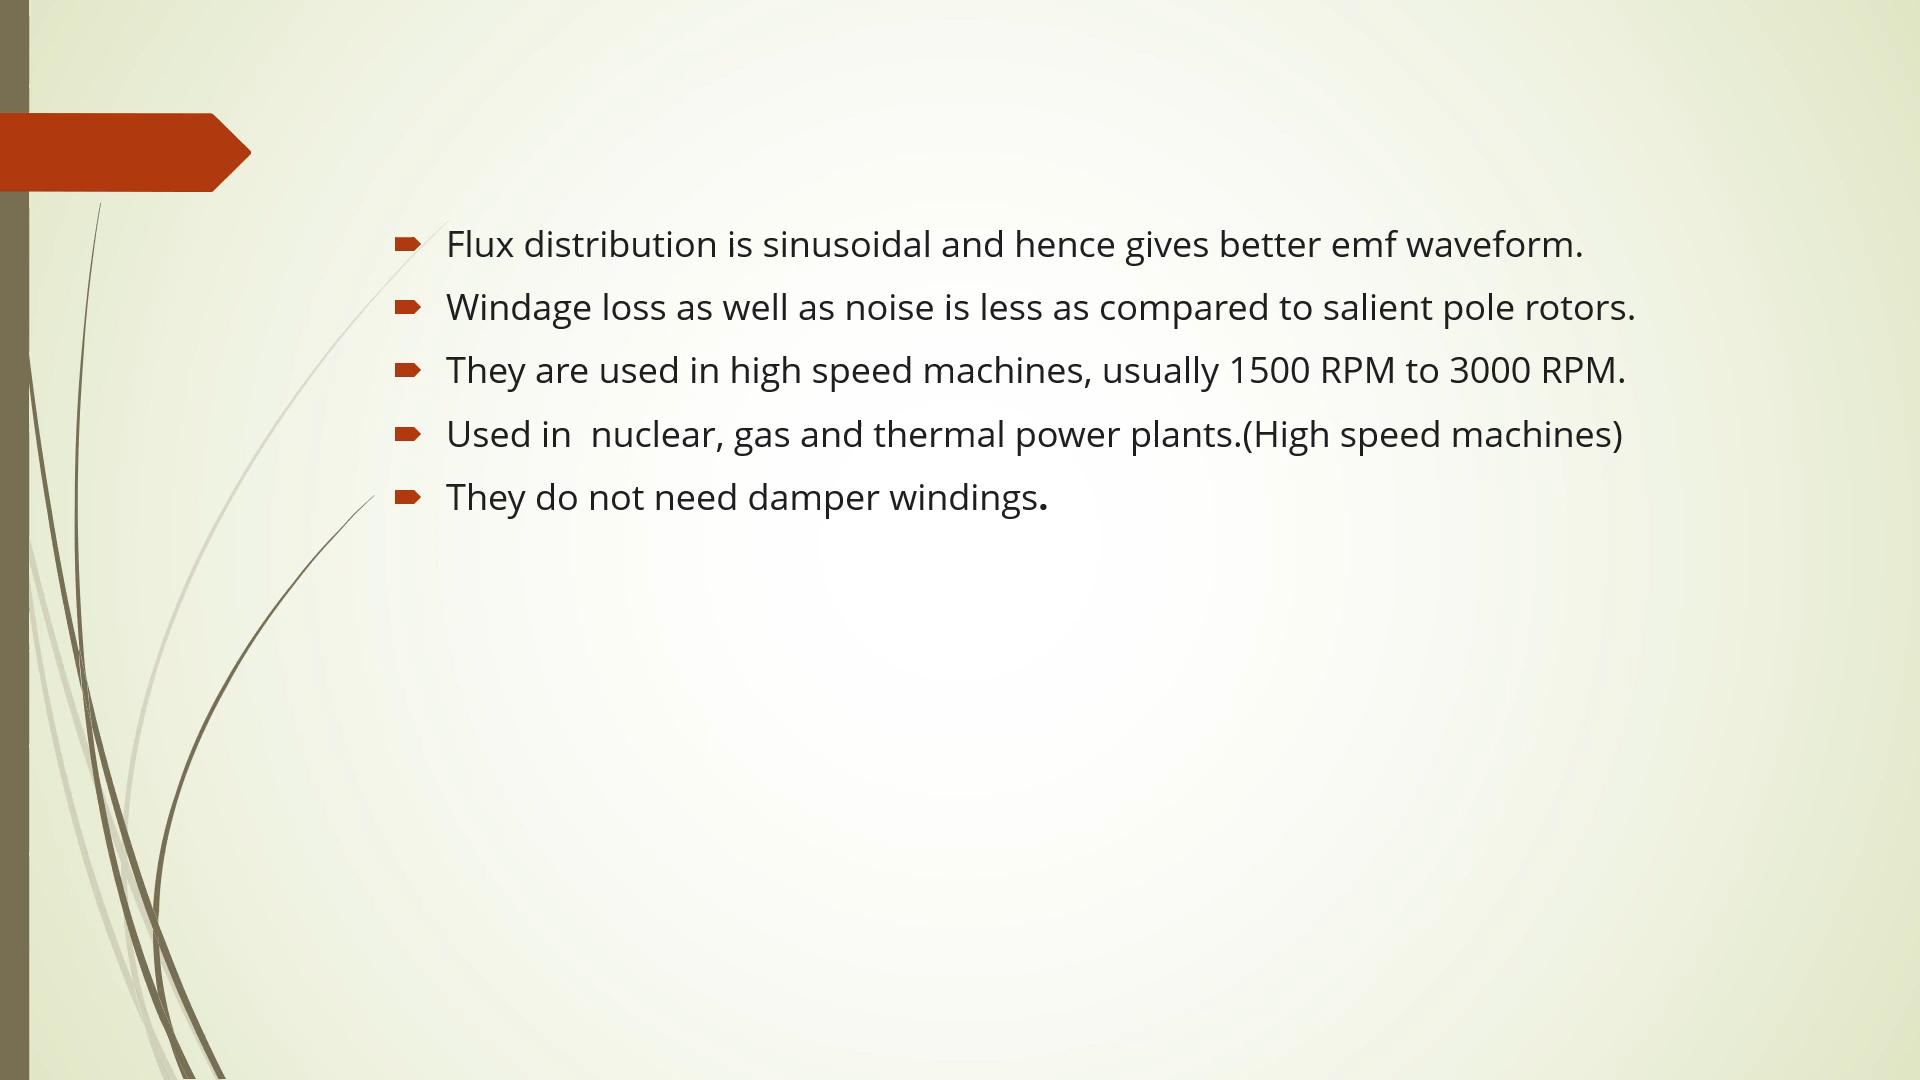 Flux distribution is sinusoidal and hence gives better emf waveform.
Windage loss as well as noise is less as compared to salient pole rotors.
They are used in high speed machines, usually 1500 RPM to 3000 RPM.
Used in  nuclear, gas and thermal power plants.(High speed machines)
They do not need damper windings.